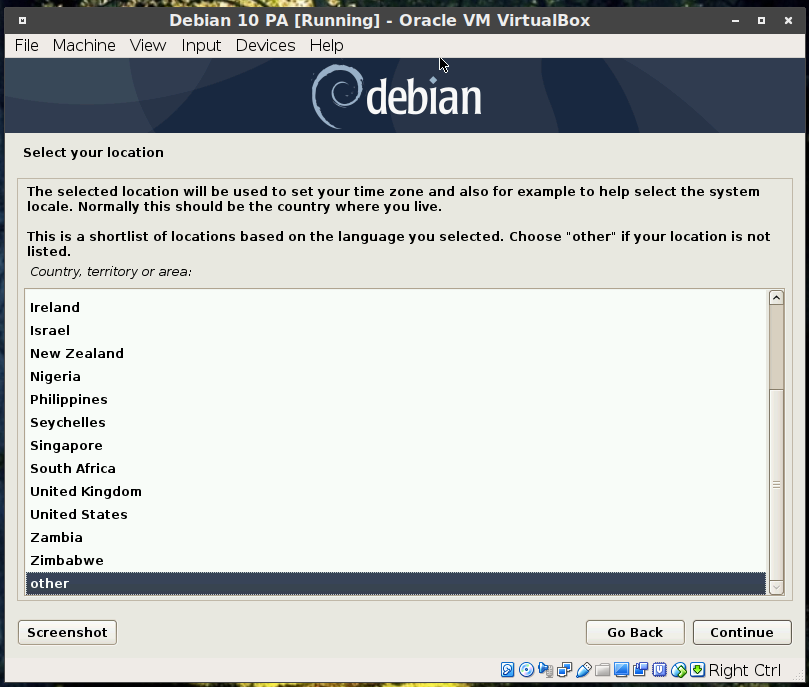 Debian 10 PA [Running] - Oracle VM VirtualBox
File Machine View Input Devices Help
debian
Select your location
The selected location will be used to set your time zone and also for example to help select the system
locale. Normally this should be the country where you live.
This is a shortlist of locations based on the language you selected. Choose "other" if your location is not
listed.
Country, territory or area:
Ireland
Israel
New Zealand
Nigeria
Philippines
Seychelles
Singapore
South Africa
United Kingdom
United States
Zambia
Zimbabwe
other
Screenshot
Go Back
Continue
Right Ctrl